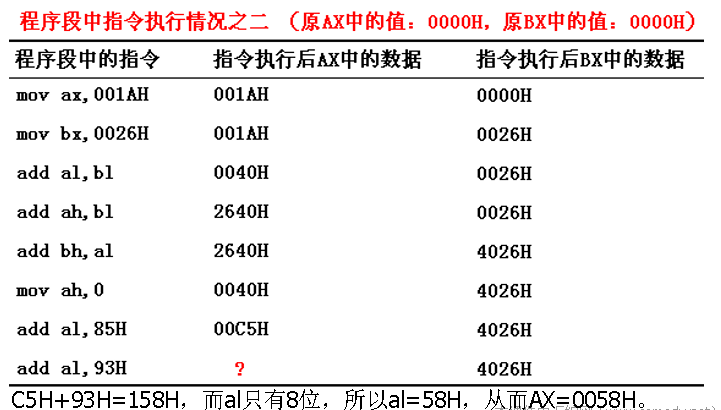 程序段中指令执行情况之二 （原AX中的值：0000H，原BX中的值：0000H）
程序段中的指令 指令执行后AX中的数据 指令执行后BX中的数据
mov ax,001AH 001AH 0000H
mov bx,0026H 001AH 0026H
add al,bl 0040H 0026H
add ah,bl 2640H 0026H
add bh,al 2640H 4026H
mov ah,0 0040H 4026H
add al,85H 00C5H 4026H
add al,93H ? 4026H
C5H+93H=158H，而al只有8位，所以al=58H，从而AX=0058H。